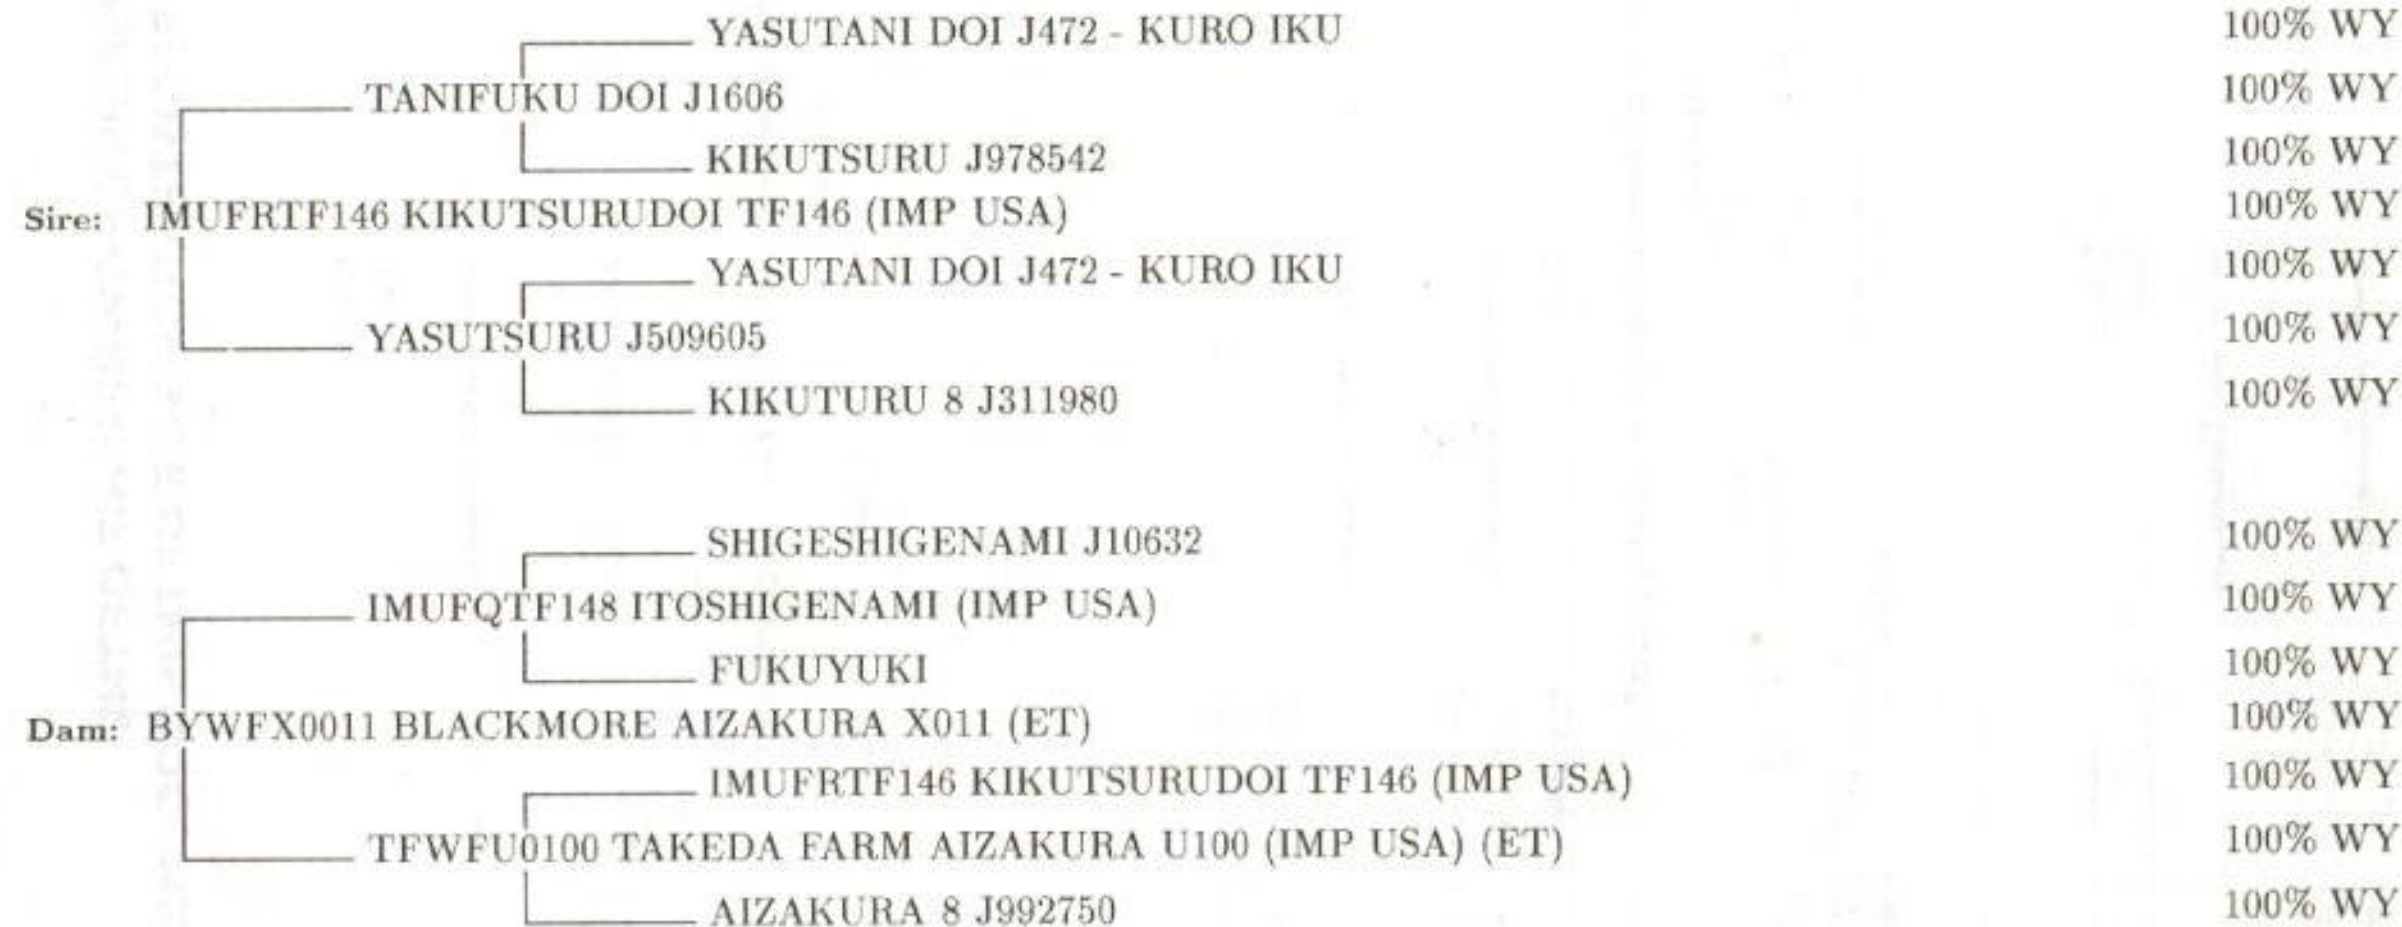 YASUTANI DOI J472 - KURO IKU 100% WY
TANIFUKU DOI J1606 100% WY
KIKUTSURU J978542 100% WY
Sire: IMUFRTF146 KIKUTSURUDOI TF146 (IMP USA) 100% WY
YASUTANI DOI J472 - KURO IKU 100% WY
YASUTSURU J509605 100% WY
KIKUTURU 8 J311980 100% WY
SHIGESHIGENAMI J10632 100% WY
IMUFQTF148 ITOSHIGENAMI (IMP USA) 100% WY
FUKUYUKI 100% WY
Dam: BYWFX0011 BLACKMORE AIZAKURA X011 (ET) 100% WY
IMUFRTF146 KIKUTSURUDOI TF146 (IMP USA) 100% WY
TFWFU0100 TAKEDA FARM AIZAKURA U100 (IMP USA) (ET) 100% WY
AIZAKURA 8 J992750 100% WY